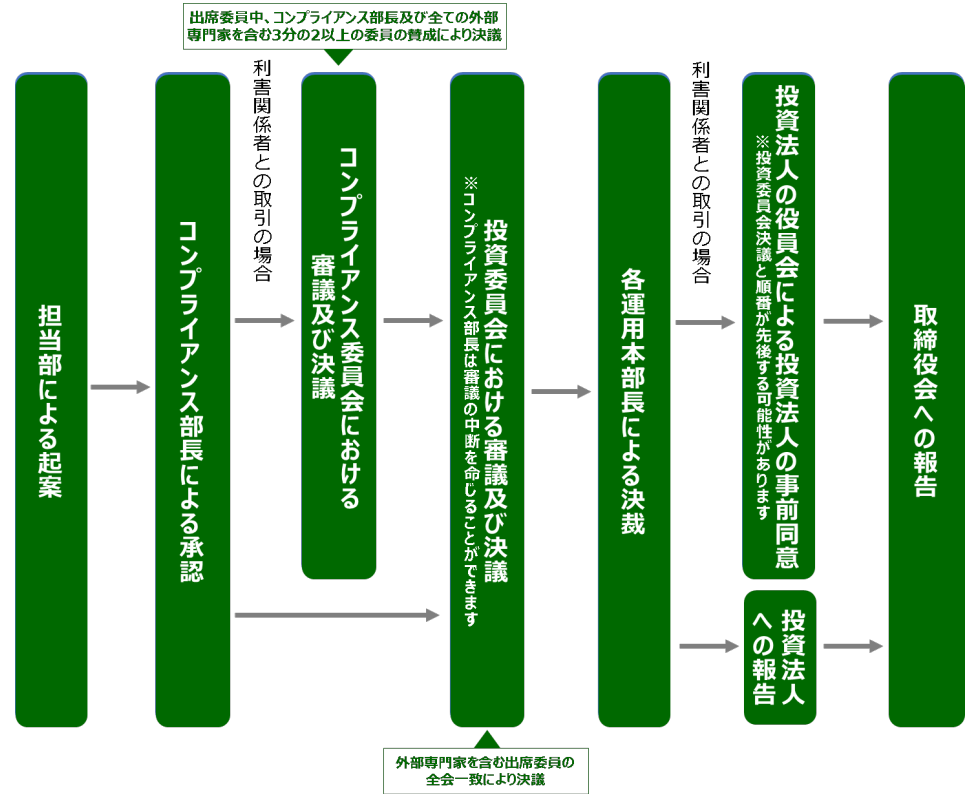 出席委員中、コンプライアンス部長及び全ての外部
専門家を含む3分の2以上の委員の賛成により決議
担当部による起案
コンプライアンス部長による承認
利害関係者との取引の場合
コンプライアンス委員会における
審議及び決議
投資委員会における審議及び決議
※コンプライアンス部長は審議の中断を命じることができます
各運用本部長による決裁
利害関係者との取引の場合
投資法人の役員会による投資法人の事前同意
※投資委員会決議と順番が先後する可能性があります
投資法人
への報告
取締役会への報告
外部専門家を含む出席委員の
全会一致により決議